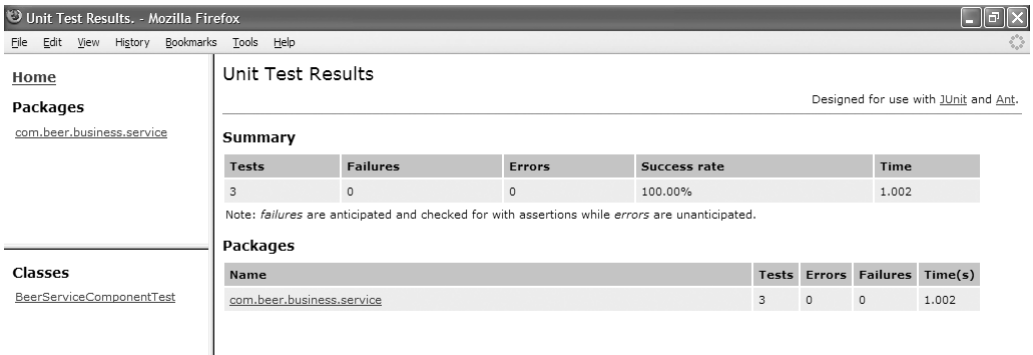 Unit Test Results. - Mozilla Firefox
File Edit View History Bookmarks Tools Help
Home
Packages
com.beer.business.service
Classes
BeerServiceComponentTest
Unit Test Results
Designed for use with JUnit and Ant.
Summary
Tests Failures Errors Success rate Time
3 0 0 100.00% 1.002
Note: failures are anticipated and checked for with assertions while errors are unanticipated.
Packages
Name Tests Errors Failures Time(s)
com.beer.business.service 3 0 0 1.002